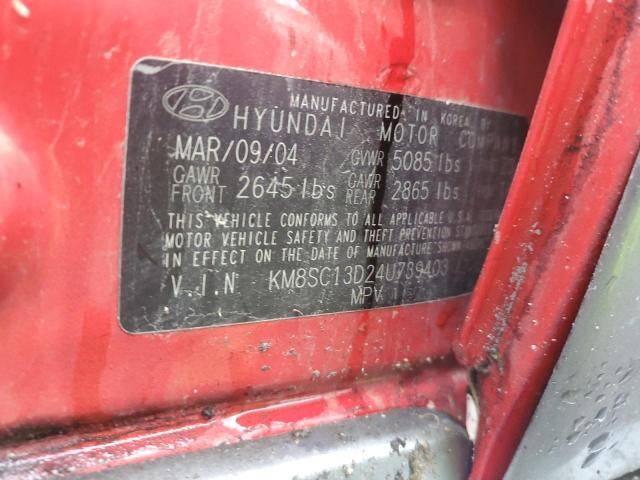 MANUFACTURED IN KOREA BY
HYUNDAI MOTOR COMPANY
MAR/09/04 GVWR 5085 lbs
GAWR FRONT 2645 lbs GAWR REAR 2865 lbs
THIS VEHICLE CONFORMS TO ALL APPLICABLE U.S.A
MOTOR VEHICLE SAFETY AND THEFT PREVENTION
IN EFFECT ON THE DATE OF MANUFACTURE SHOWN
V.I.N KM8SC13D24U739403
MPV